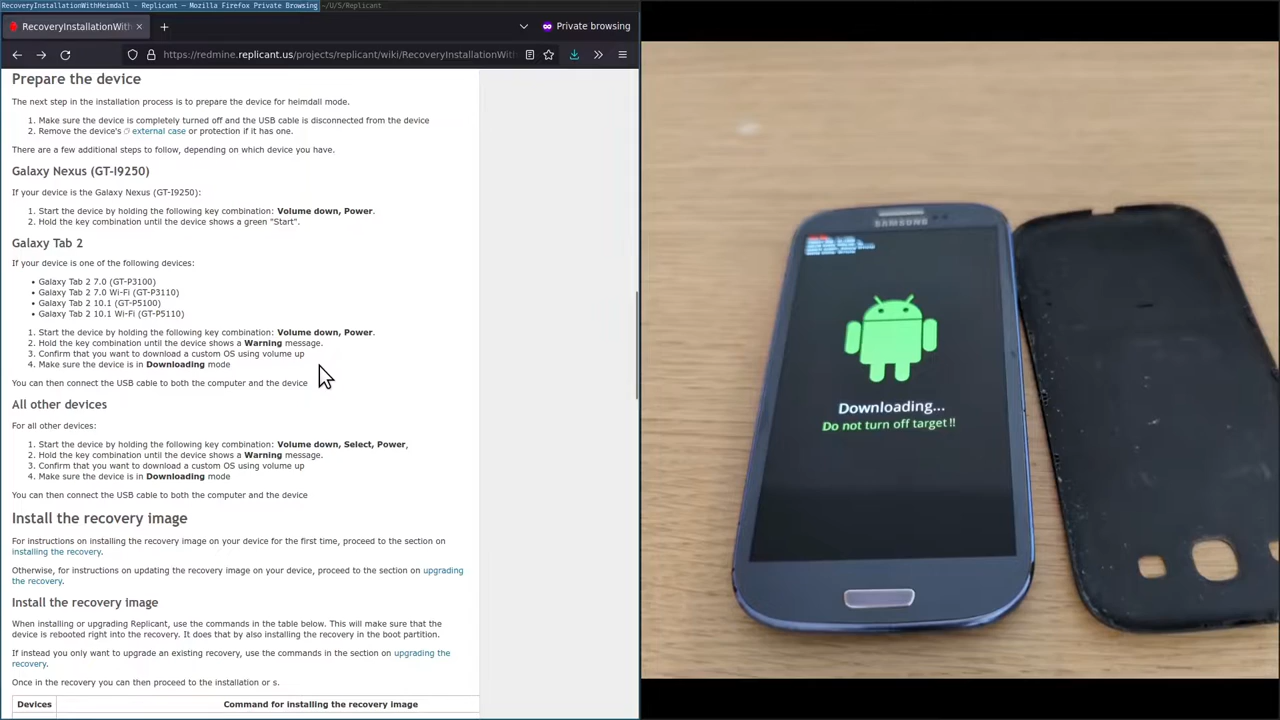 RecoveryInstallationWithHeimdall - Replicant — Mozilla Firefox Private Browsing
~/U/5/Replicant
RecoveryInstallationWith
Private browsing
https://redmine.replicant.us/projects/replicant/wiki/RecoveryInstallationWith
Prepare the device
The next step in the installation process is to prepare the device for heimdall mode.
1. Make sure the device is completely turned off and the USB cable is disconnected from the device
2. Remove the device's external case or protection if it has one.
There are a few additional steps to follow, depending on which device you have.
Galaxy Nexus (GT-I9250)
If your device is the Galaxy Nexus (GT-I9250):
1. Start the device by holding the following key combination: Volume down, Power.
2. Hold the key combination until the device shows a green "Start".
Galaxy Tab 2
If your device is one of the following devices:
• Galaxy Tab 2 7.0 (GT-P3100)
• Galaxy Tab 2 7.0 Wi-Fi (GT-P3110)
• Galaxy Tab 2 10.1 (GT-P5100)
• Galaxy Tab 2 10.1 Wi-Fi (GT-P5110)
1. Start the device by holding the following key combination: Volume down, Power.
2. Hold the key combination until the device shows a Warning message.
3. Confirm that you want to download a custom OS using volume up
4. Make sure the device is in Downloading mode
You can then connect the USB cable to both the computer and the device
All other devices
For all other devices:
1. Start the device by holding the following key combination: Volume down, Select, Power,
2. Hold the key combination until the device shows a Warning message.
3. Confirm that you want to download a custom OS using volume up
4. Make sure the device is in Downloading mode
You can then connect the USB cable to both the computer and the device
Install the recovery image
For instructions on installing the recovery image on your device for the first time, proceed to the section on
installing the recovery.
Otherwise, for instructions on updating the recovery image on your device, proceed to the section on upgrading
the recovery.
Install the recovery image
When installing or upgrading Replicant, use the commands in the table below. This will make sure that the
device is rebooted right into the recovery. It does that by also installing the recovery in the boot partition.
If instead you only want to upgrade an existing recovery, use the commands in the section on upgrading the
recovery.
Once in the recovery you can then proceed to the installation or s.
Devices Command for installing the recovery image
SAMSUNG
Downloading...
Do not turn off target !!